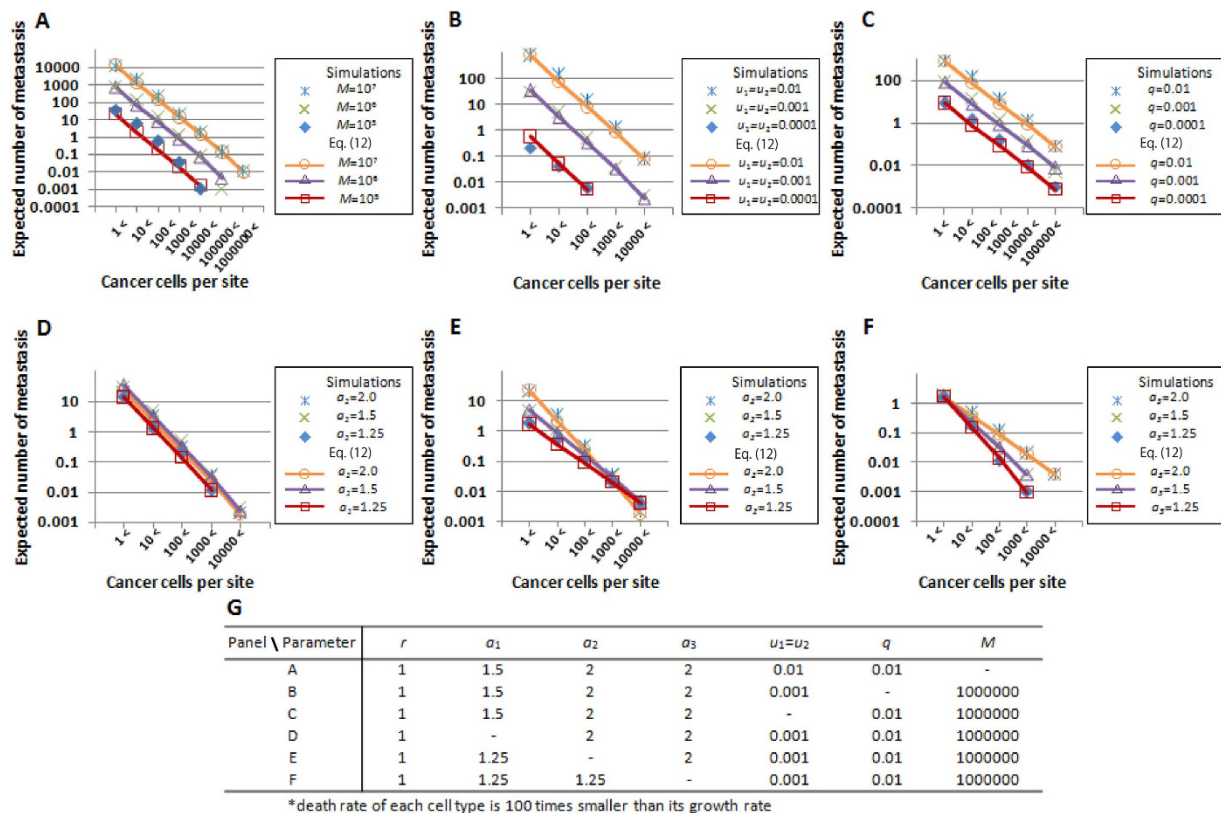 A
Expected number of metastasis
10000
1000
100
10
1
0.1
0.01
0.001
0.0001
1<
10<
100<
1000<
10000<
100000<
1000000<
Cancer cells per site
Simulations
M=10⁷
M=10⁶
M=10⁵
Eq. (12)
M=10⁷
M=10⁶
M=10⁵
B
Expected number of metastasis
100
10
1
0.1
0.01
0.001
1<
10<
100<
1000<
10000<
Cancer cells per site
Simulations
u₁=u₂=0.01
u₁=u₂=0.001
u₁=u₂=0.0001
Eq. (12)
u₁=u₂=0.01
u₁=u₂=0.001
u₁=u₂=0.0001
C
Expected number of metastasis
100
1
0.01
0.0001
1<
10<
100<
1000<
10000<
100000<
Cancer cells per site
Simulations
q=0.01
q=0.001
q=0.0001
Eq. (12)
q=0.01
q=0.001
q=0.0001
D
Expected number of metastasis
10
1
0.1
0.01
0.001
1<
10<
100<
1000<
10000<
Cancer cells per site
Simulations
=2.0
=1.5
=1.25
Eq. (12)
=2.0
=1.5
=1.25
E
Expected number of metastasis
100
10
1
0.1
0.01
0.001
1<
10<
100<
1000<
10000<
Cancer cells per site
Simulations
a₂=2.0
a₂=1.5
a₂=1.25
Eq. (12)
a₂=2.0
a₂=1.5
a₂=1.25
F
Expected number of metastasis
1
0.1
0.01
0.001
0.0001
1<
10<
100<
1000<
10000<
Cancer cells per site
Simulations
a₃=2.0
a₃=1.5
a₃=1.25
Eq. (12)
a₃=2.0
a₃=1.5
a₃=1.25
G
Panel \ Parameter r a₁ a₂ a₃ u₁=u₂ q M
A 1 1.5 2 2 0.01 0.01 -
B 1 1.5 2 2 0.001 - 1000000
C 1 1.5 2 2 - 0.01 1000000
D 1 - 2 2 0.001 0.01 1000000
E 1 1.25 - 2 0.001 0.01 1000000
F 1 1.25 1.25 - 0.001 0.01 1000000
*death rate of each cell type is 100 times smaller than its growth rate